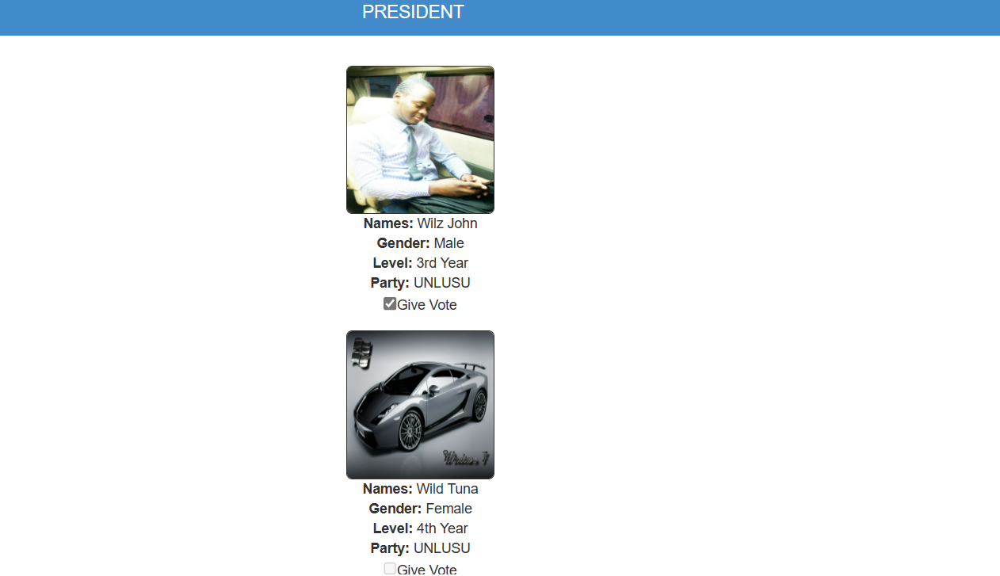 PRESIDENT
Names: Wilz John
Gender: Male
Level: 3rd Year
Party: UNLUSU
Give Vote
Names: Wild Tuna
Gender: Female
Level: 4th Year
Party: UNLUSU
Give Vote